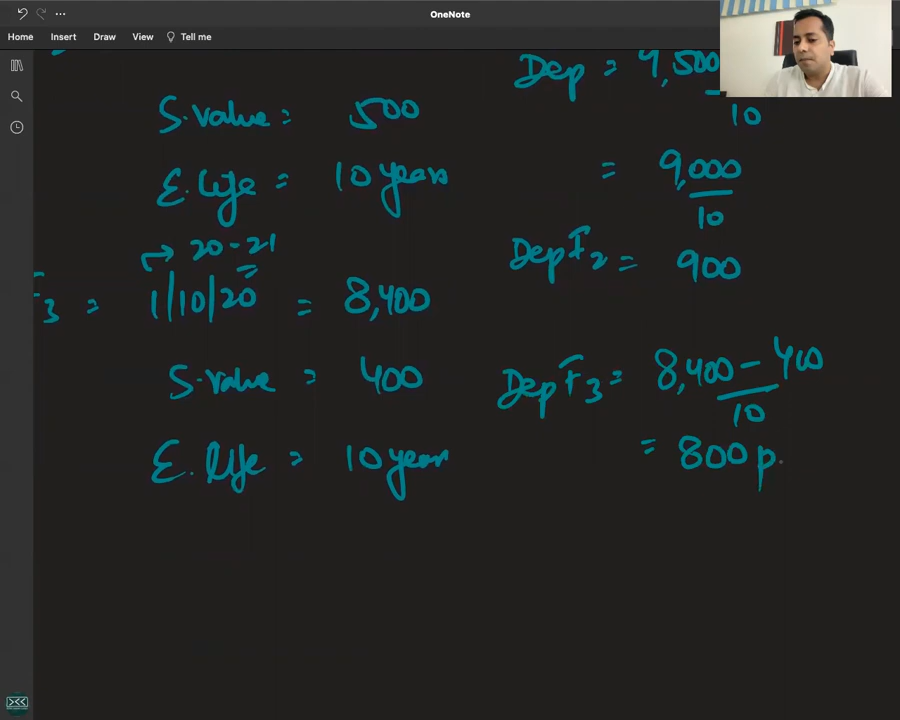 OneNote
Home Insert Draw View Tell me
S.value = 500
E.life = 10 years
20-21
3 = 1/10/20 = 8,400
S.value = 400
E.life = 10 year
Dep = 9,500
10
= 9,000
10
Dep F2 = 900
Dep F3 = 8,400 - 400
10
= 800 p.